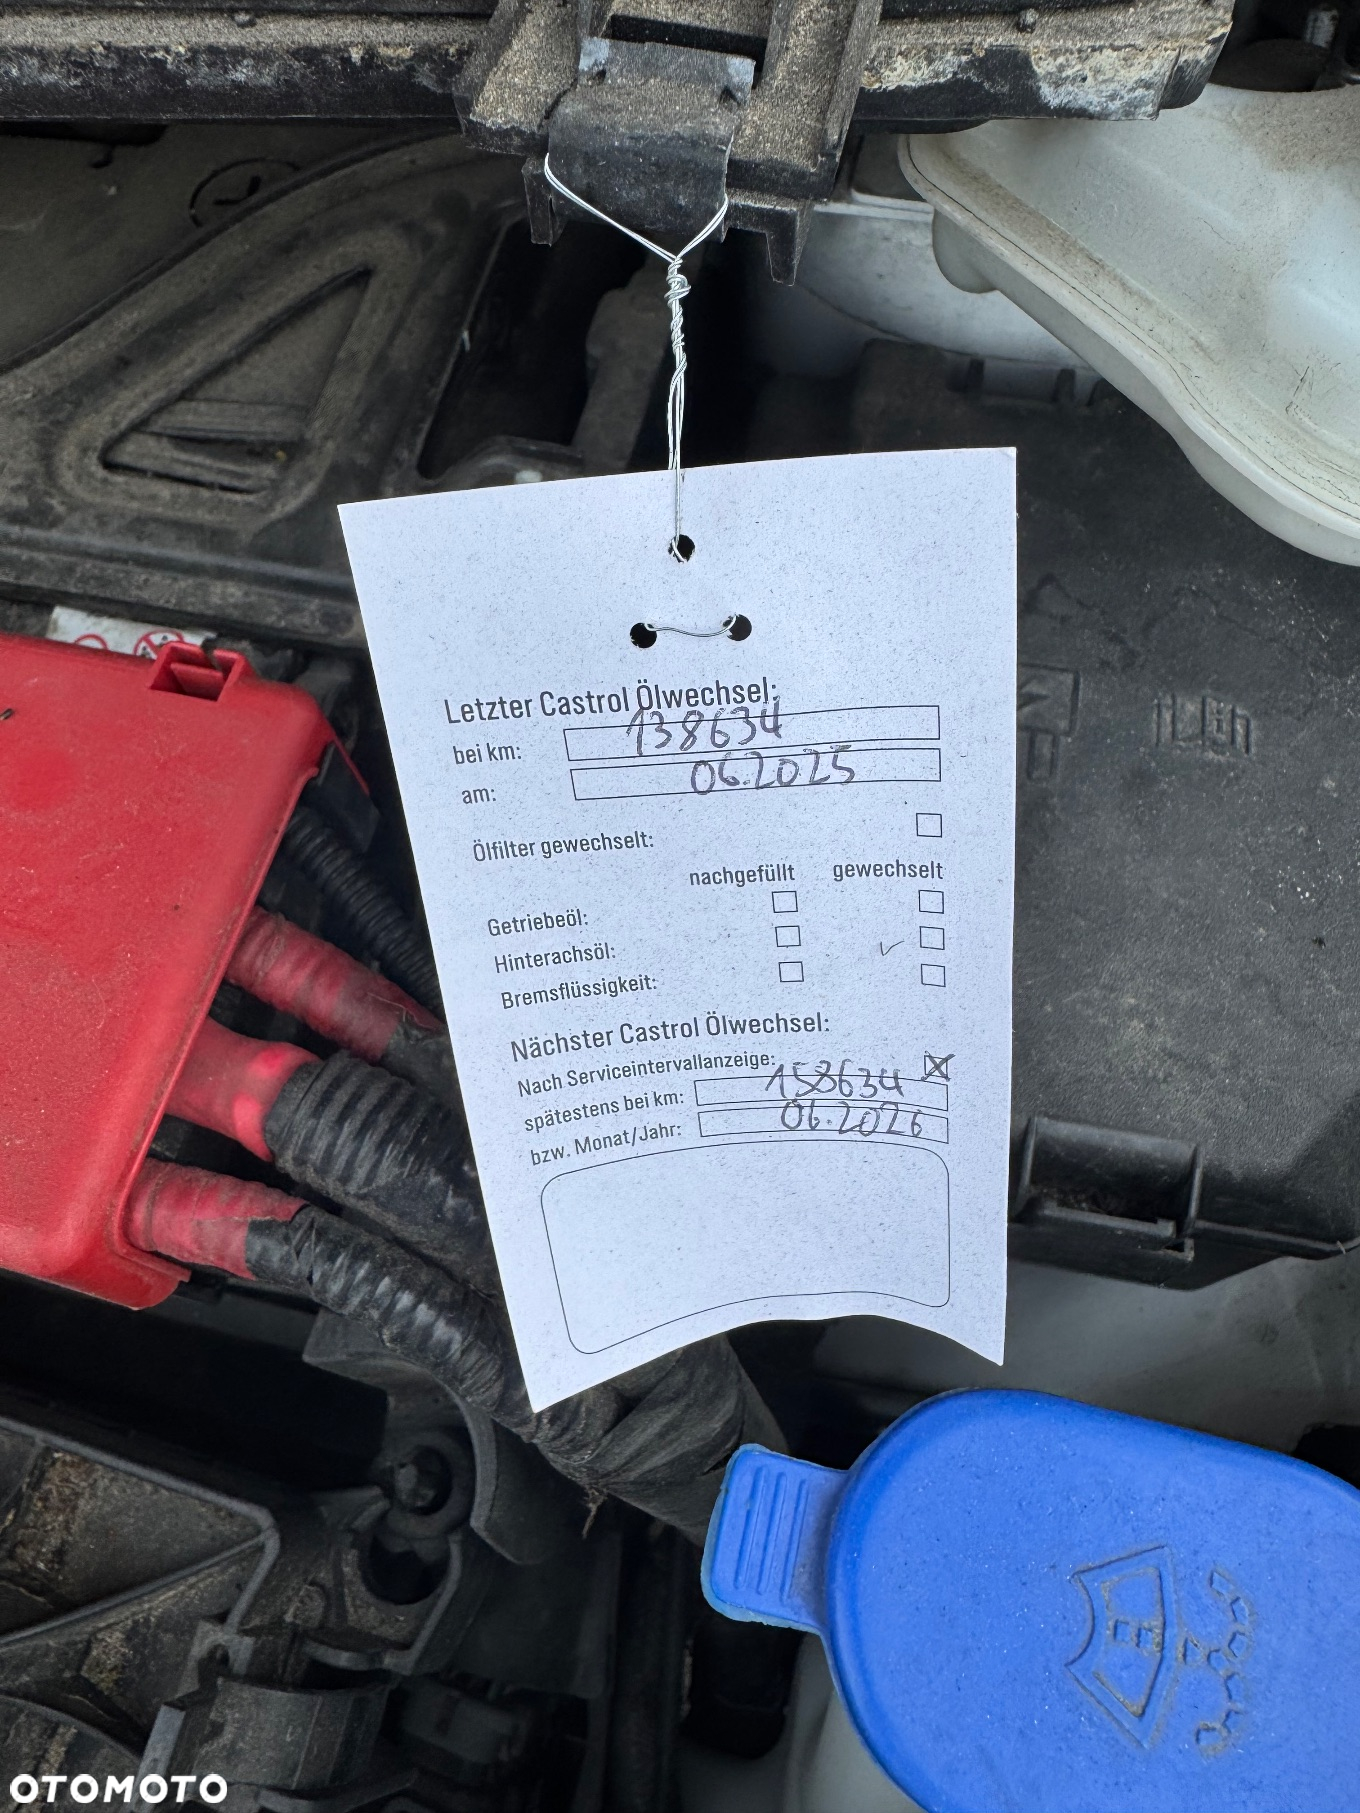 Letzter Castrol Ölwechsel:
bei km: 138634
am: 06.2025
Ölfilter gewechselt:
nachgefüllt gewechselt
Getriebeöl:
Hinterachsöl:
Bremsflüssigkeit:
Nächster Castrol Ölwechsel:
Nach Serviceintervallanzeige:
spätestens bei km: 158634
bzw. Monat/Jahr: 06.2026
OTOMOTO